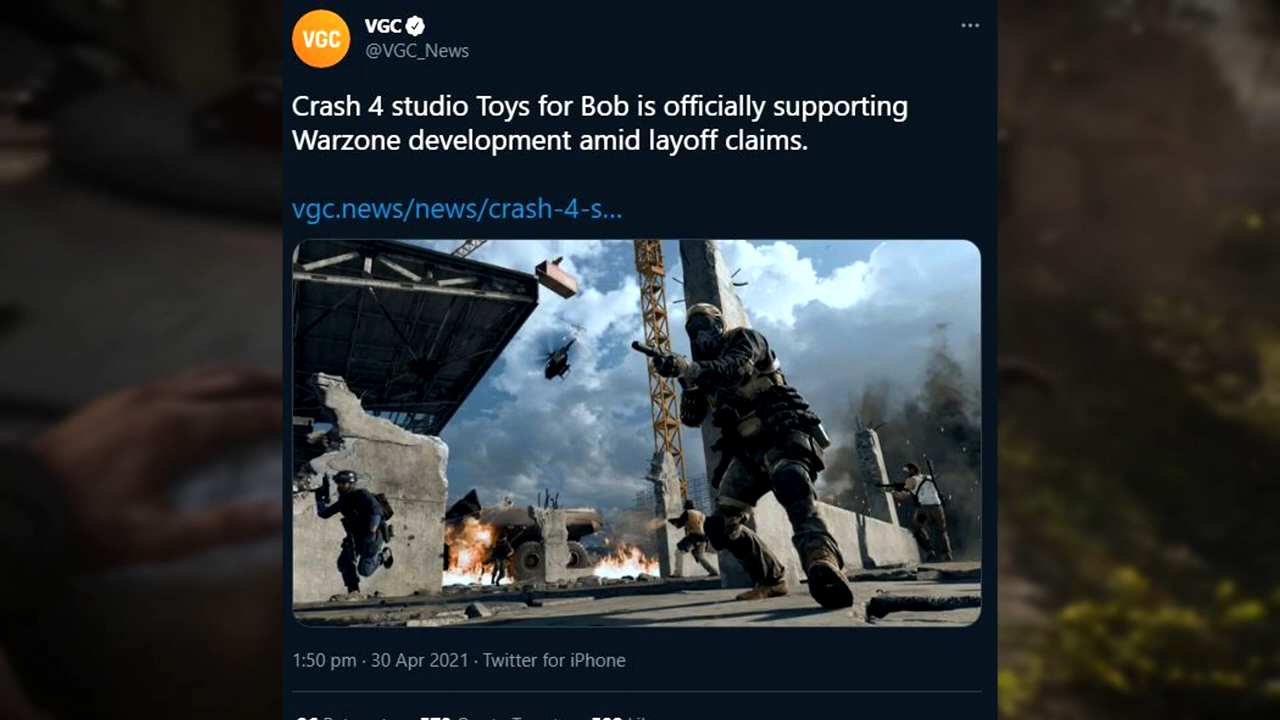 VGC
VGC
@VGC_News
Crash 4 studio Toys for Bob is officially supporting
Warzone development amid layoff claims.
vgc.news/news/crash-4-s...
1:50 pm · 30 Apr 2021 · Twitter for iPhone